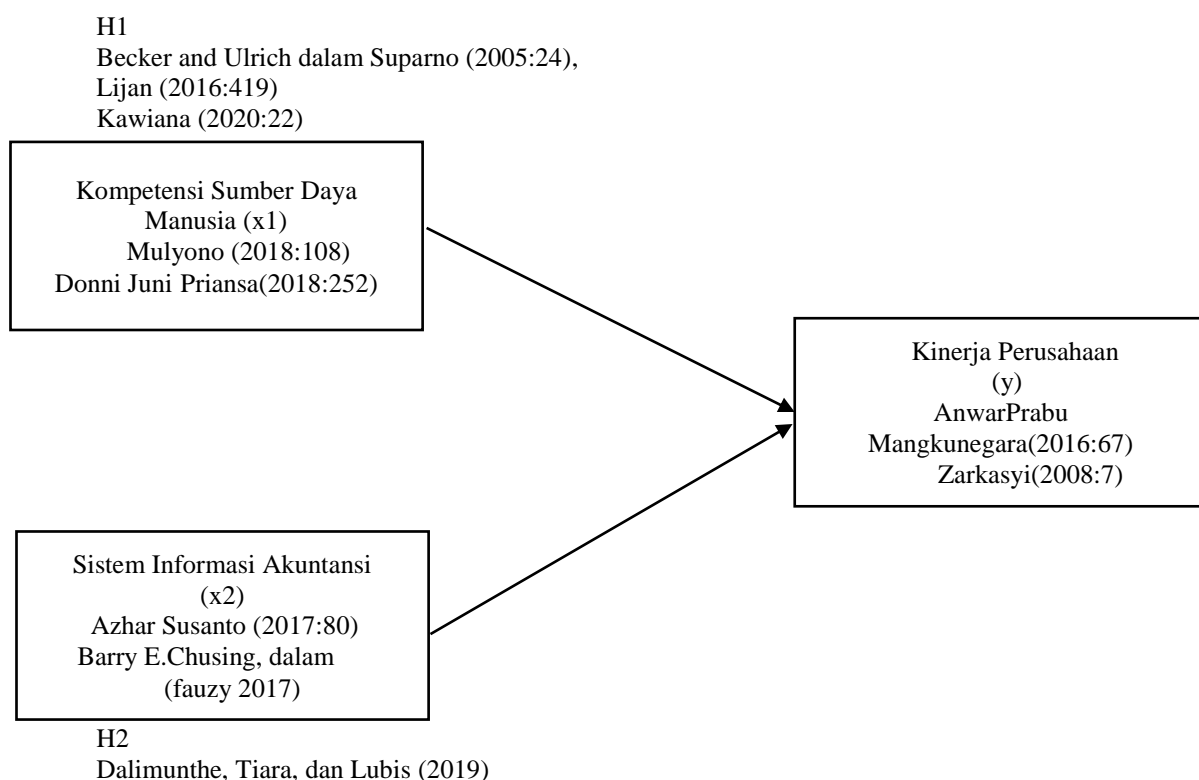 H1
Becker and Ulrich dalam Suparno (2005:24),
Lijan (2016:419)
Kawiana (2020:22)
Kompetensi Sumber Daya
Manusia (x1)
Mulyono (2018:108)
Donni Juni Priansa(2018:252)
Kinerja Perusahaan
(y)
AnwarPrabu
Mangkunegara(2016:67)
Zarkasyi(2008:7)
Sistem Informasi Akuntansi
(x2)
Azhar Susanto (2017:80)
Barry E.Chusing, dalam
(fauzy 2017)
H2
Dalimunthe, Tiara, dan Lubis (2019)